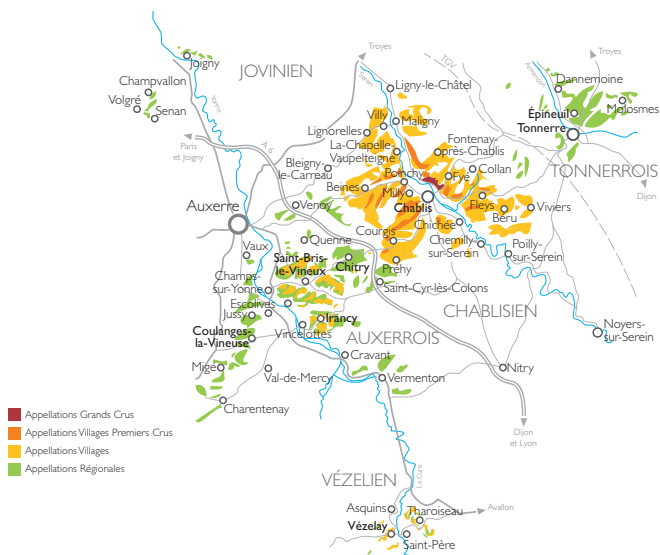 Troyes
JOVINIEN
Joigny
TGV
Troyes
Serein
Armançon
Champvallon
Ligny-le-Châtel
Dannemoine
Volgré
Senan
Yonne
Villy
Maligny
Molosmes
Épineuil
Tonnerre
Lignorelles
Fontenay-
près-Chablis
La-Chapelle-
Vaupelteigne
Paris
et Joigny
A 6
Bleigny-
le-Carreau
Collan
TONNERROIS
Poinchy
Fyé
Beines
Milly
Dijon
Auxerre
Venoy
Chablis
Fleys
Béru
Viviers
Chichée
Courgis
Vaux
Quenne
Chemilly-
sur-Serein
Poilly-
sur-Serein
Saint-Bris-
le-Vineux
Chitry
Préhy
Champs-
sur-Yonne
Saint-Cyr-lès-Colons
Escolives
Jussy
CHABLISIEN
Irancy
Vincelottes
AUXERROIS
Noyers-
sur-Serein
Coulanges-
la-Vineuse
Cravant
Migé
Val-de-Mercy
Vermenton
Nitry
Charentenay
Appellations Grands Crus
Appellations Villages Premiers Crus
Appellations Villages
Appellations Régionales
Dijon
et Lyon
VÉZELIEN
La Cure
Asquins
Tharoiseau
Avallon
Vézelay
Saint-Père